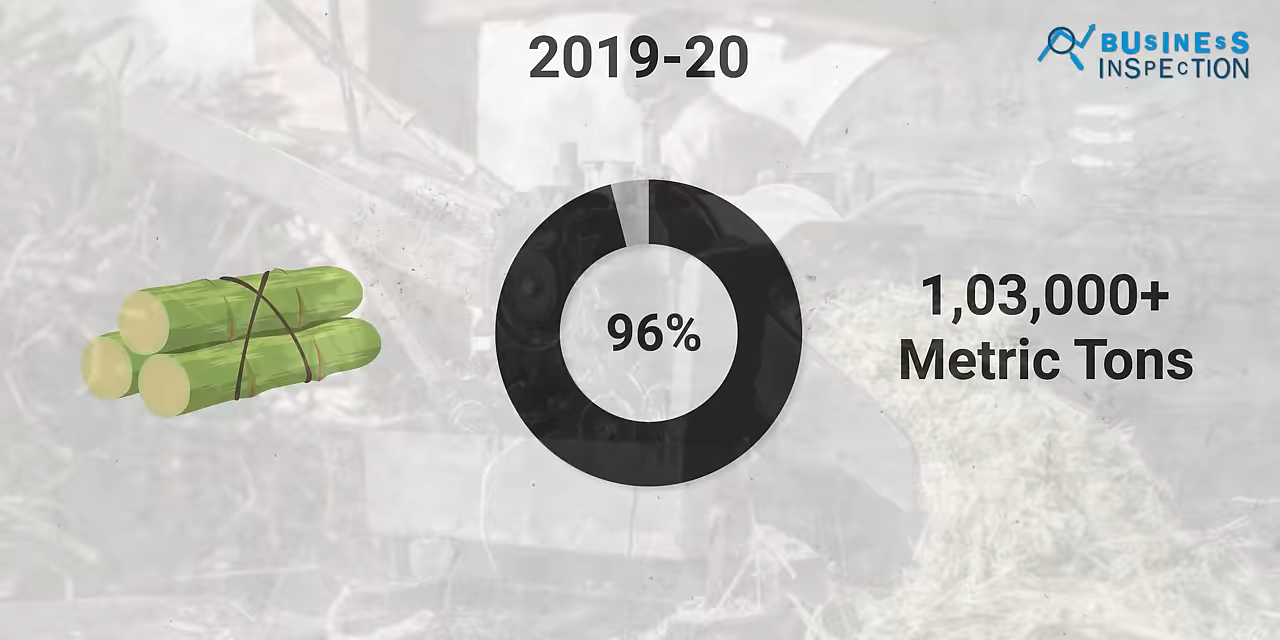 2019-20
BUSINESS
INSPECTION
96%
1,03,000+
Metric Tons